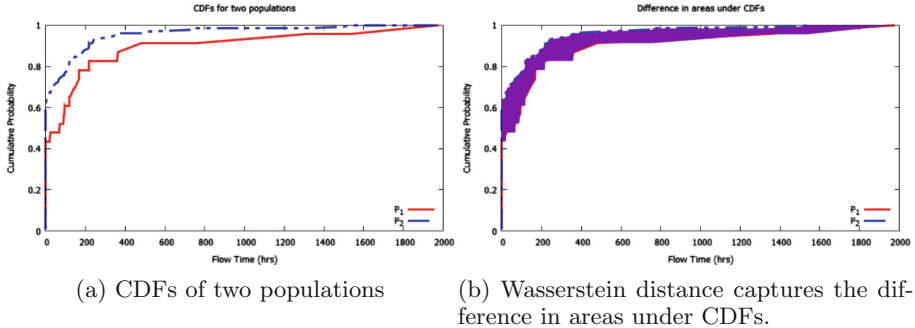 CDFs for two populations
Cumulative Probability
1
0.8
0.6
0.4
0.2
0
0 200 400 600 800 1000 1200 1400 1600 1800 2000
Flow Time (hrs)
P1
P2
(a) CDFs of two populations
Difference in areas under CDFs
Cumulative Probability
1
0.8
0.6
0.4
0.2
0
0 200 400 600 800 1000 1200 1400 1600 1800 2000
Flow Time (hrs)
P1
P2
(b) Wasserstein distance captures the dif-
ference in areas under CDFs.